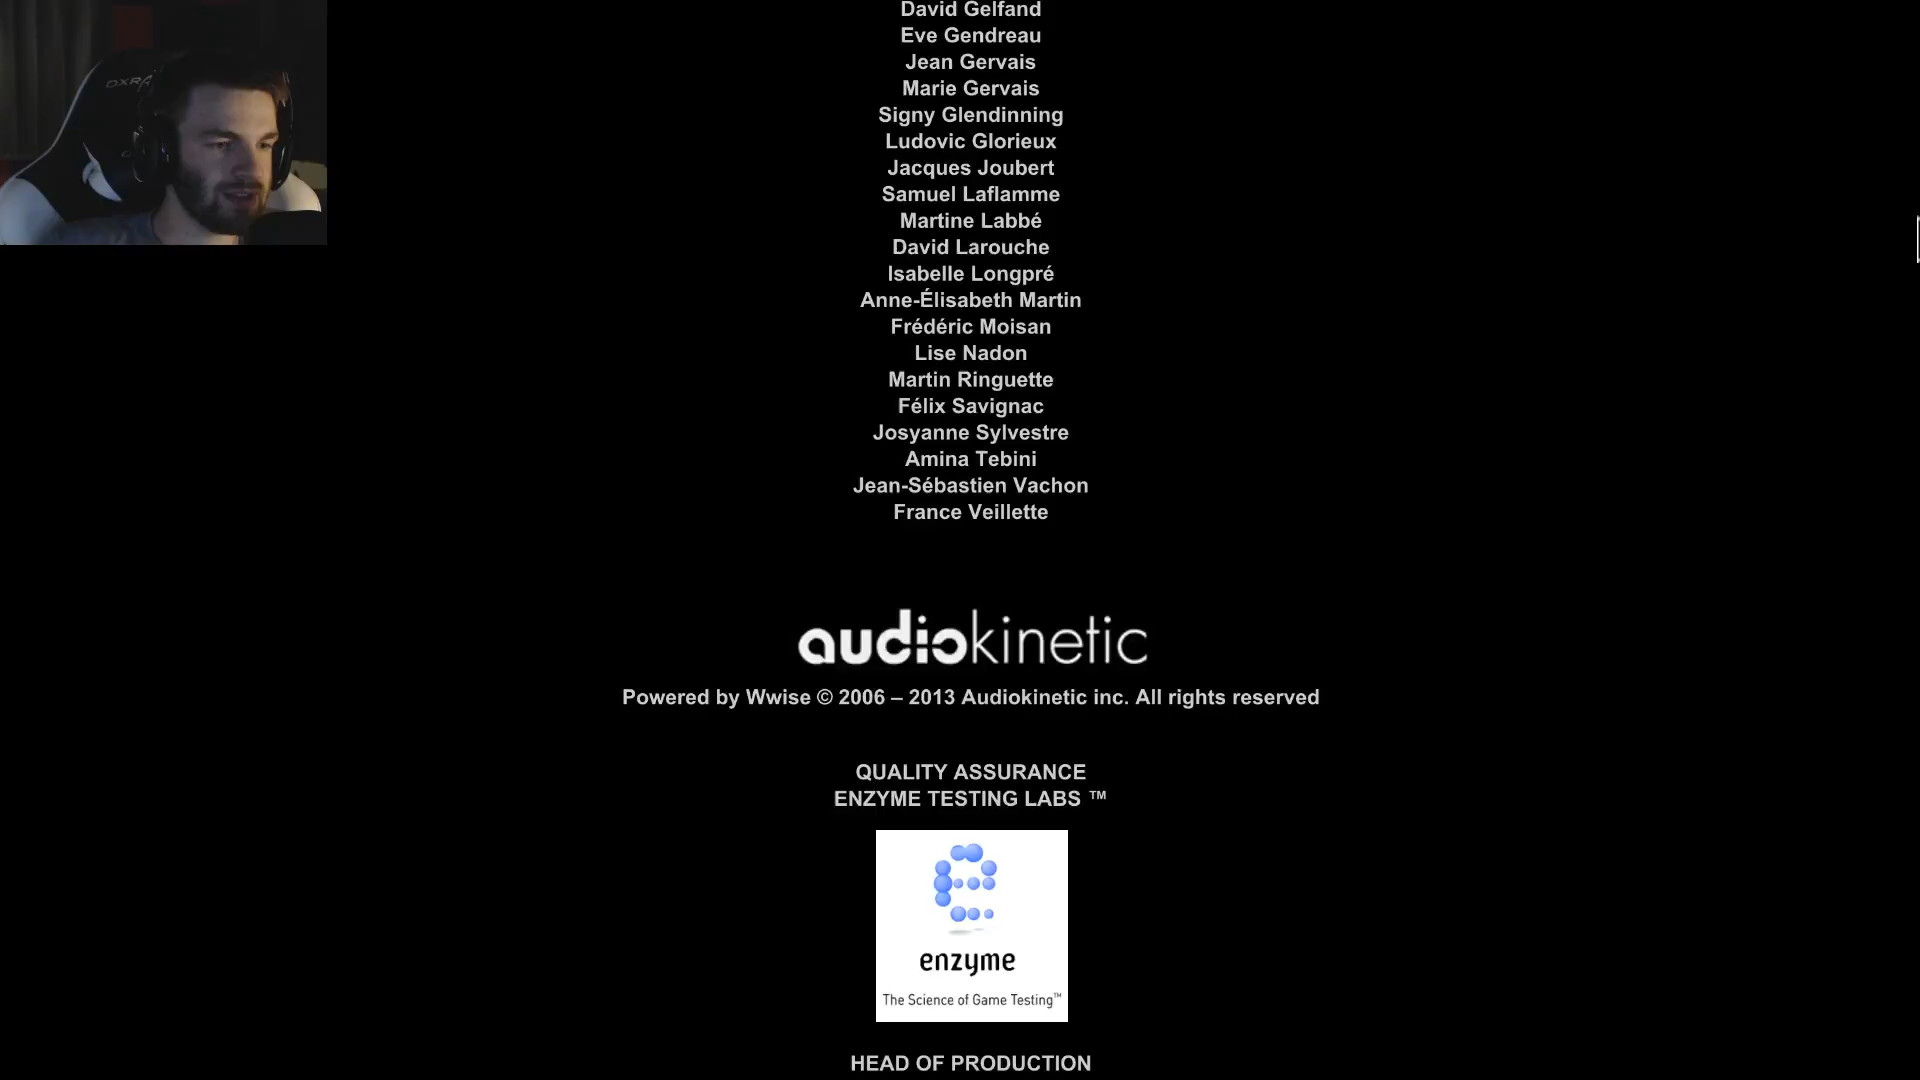 DXRA
David Gelfand
Eve Gendreau
Jean Gervais
Marie Gervais
Signy Glendinning
Ludovic Glorieux
Jacques Joubert
Samuel Laflamme
Martine Labbé
David Larouche
Isabelle Longpré
Anne-Élisabeth Martin
Frédéric Moisan
Lise Nadon
Martin Ringuette
Félix Savignac
Josyanne Sylvestre
Amina Tebini
Jean-Sébastien Vachon
France Veillette
audiokinetic
Powered by Wwise © 2006 – 2013 Audiokinetic inc. All rights reserved
QUALITY ASSURANCE
ENZYME TESTING LABS ™
enzyme
The Science of Game Testing™
HEAD OF PRODUCTION